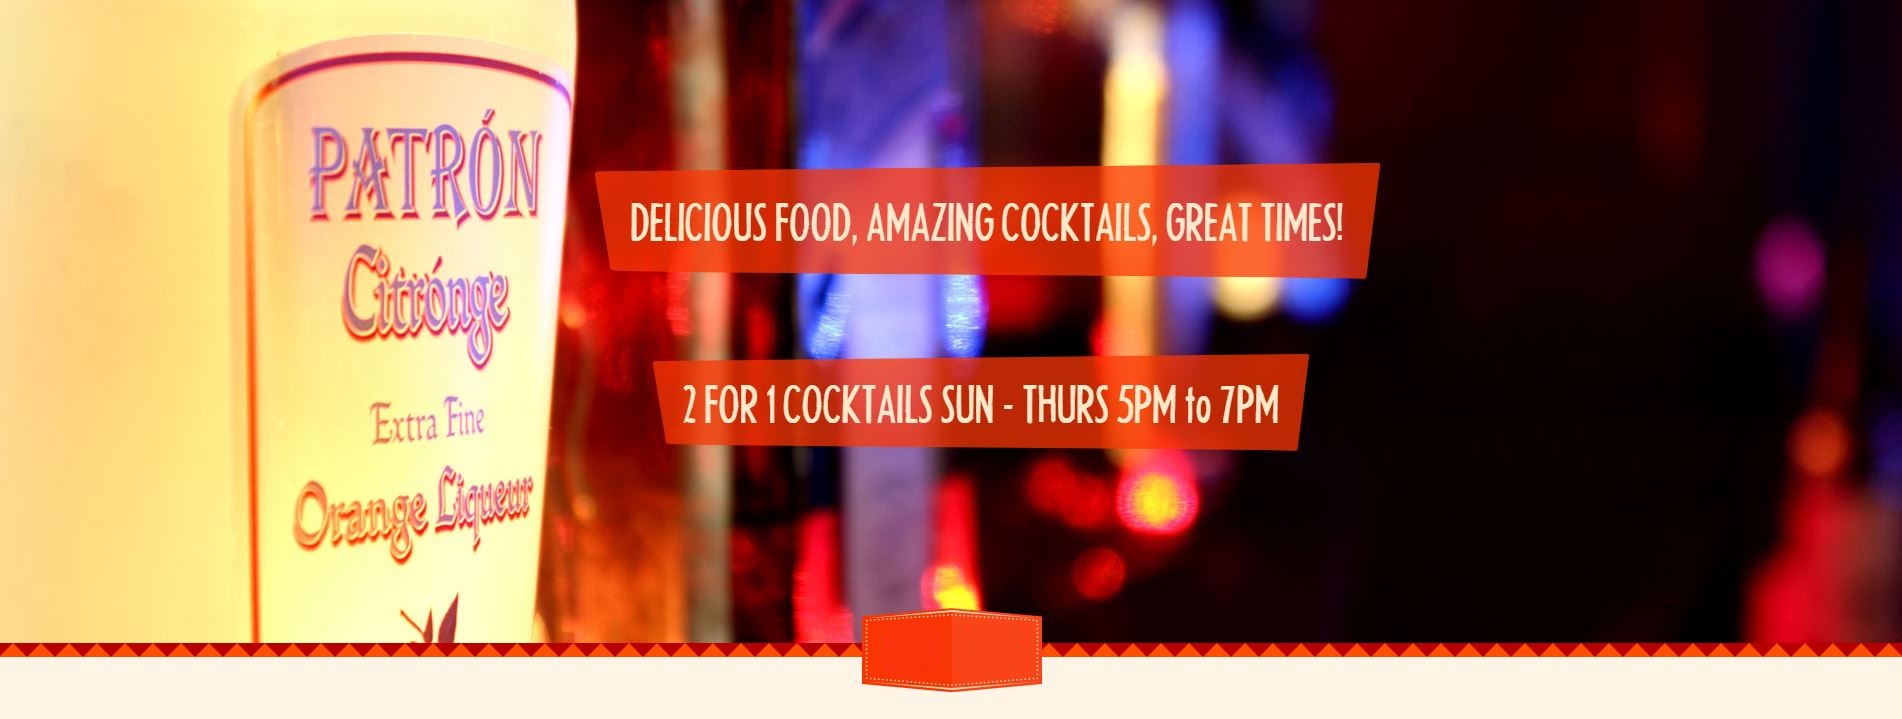 PATRÓN
Citrónge
Extra Fine
Orange Liqueur
DELICIOUS FOOD, AMAZING COCKTAILS, GREAT TIMES!
2 FOR 1 COCKTAILS SUN - THURS 5PM to 7PM